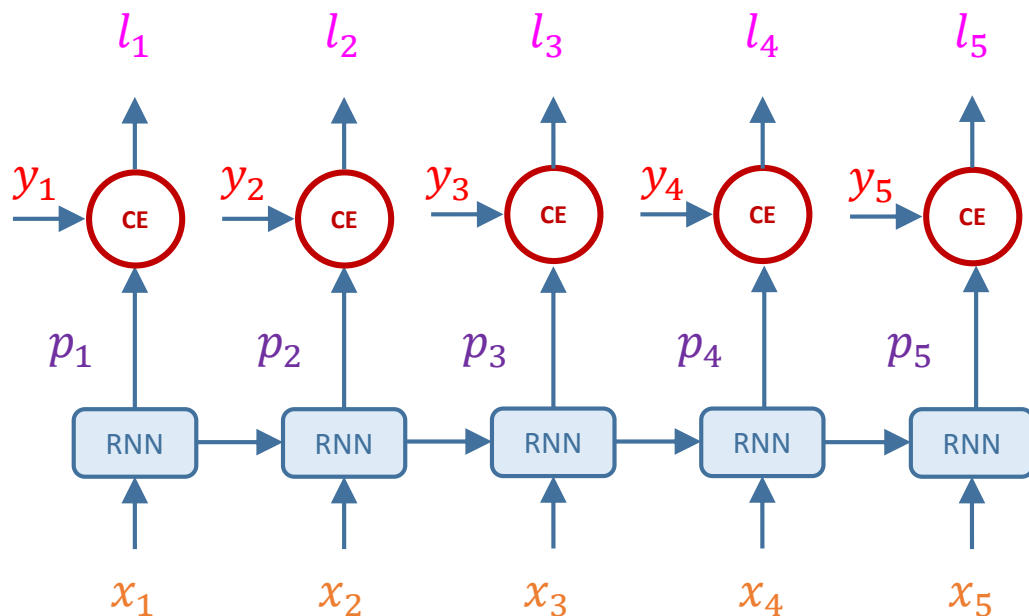 l₁ l₂ l₃ l₄ l₅
y₁ y₂ y₃ y₄ y₅
CE CE CE CE CE
p₁ p₂ p₃ p₄ p₅
RNN RNN RNN RNN RNN
x₁ x₂ x₃ x₄ x₅